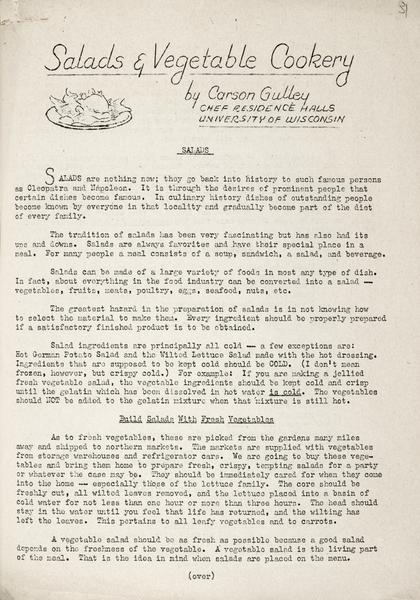 31
Salads & Vegetable Cookery
by Carson Gulley
CHEF RESIDENCE HALLS
UNIVERSITY OF WISCONSIN
SALADS
SALADS are nothing now; they go back into history to such famous persons
as Cleopatra and Napoleon. It is through the desires of prominent people that
certain dishes become famous. In culinary history dishes of outstanding people
become known by everyone in that locality and gradually become part of the diet
of every family.
The tradition of salads has been very fascinating but has also had its
ups and downs. Salads are always favorites and have their special place in a
meal. For many people a meal consists of a soup, sandwich, a salad, and beverage.
Salads can be made of a large variety of foods in most any type of dish.
In fact, about everything in the food industry can be converted into a salad --
vegetables, fruits, meats, poultry, eggs, seafood, nuts, etc.
The greatest hazard in the preparation of salads is in not knowing how
to select the material to make them. Every ingredient should be properly prepared
if a satisfactory finished product is to be obtained.
Salad ingredients are principally all cold -- a few exceptions are:
Hot German Potato Salad and the Wilted Lettuce Salad made with the hot dressing.
Ingredients that are supposed to be kept cold should be COLD. (I don't mean
frozen, however, but crispy cold.) For example: If you are making a jellied
fresh vegetable salad, the vegetable ingredients should be kept cold and crisp
until the gelatin which has been dissolved in hot water is cold. The vegetables
should NOT be added to the gelatin mixture when that mixture is still hot.
Build Salads With Fresh Vegetables
As to fresh vegetables, these are picked from the gardens many miles
away and shipped to northern markets. The markets are supplied with vegetables
from storage warehouses and refrigerator cars. We are going to buy these vege-
tables and bring them home to prepare fresh, crispy, tempting salads for a party
or whatever the case may be. They should be immediately cared for when they come
into the home -- especially those of the lettuce family. The core should be
freshly cut, all wilted leaves removed, and the lettuce placed into a basin of
cold water for not less than one hour or more than three hours. The head should
stay in the water until you feel that life has returned, and the wilting has
left the leaves. This pertains to all leafy vegetables and to carrots.
A vegetable salad should be as fresh as possible because a good salad
depends on the freshness of the vegetable. A vegetable salad is the living part
of the meal. That is the idea in mind when salads are placed on the menu.
(over)